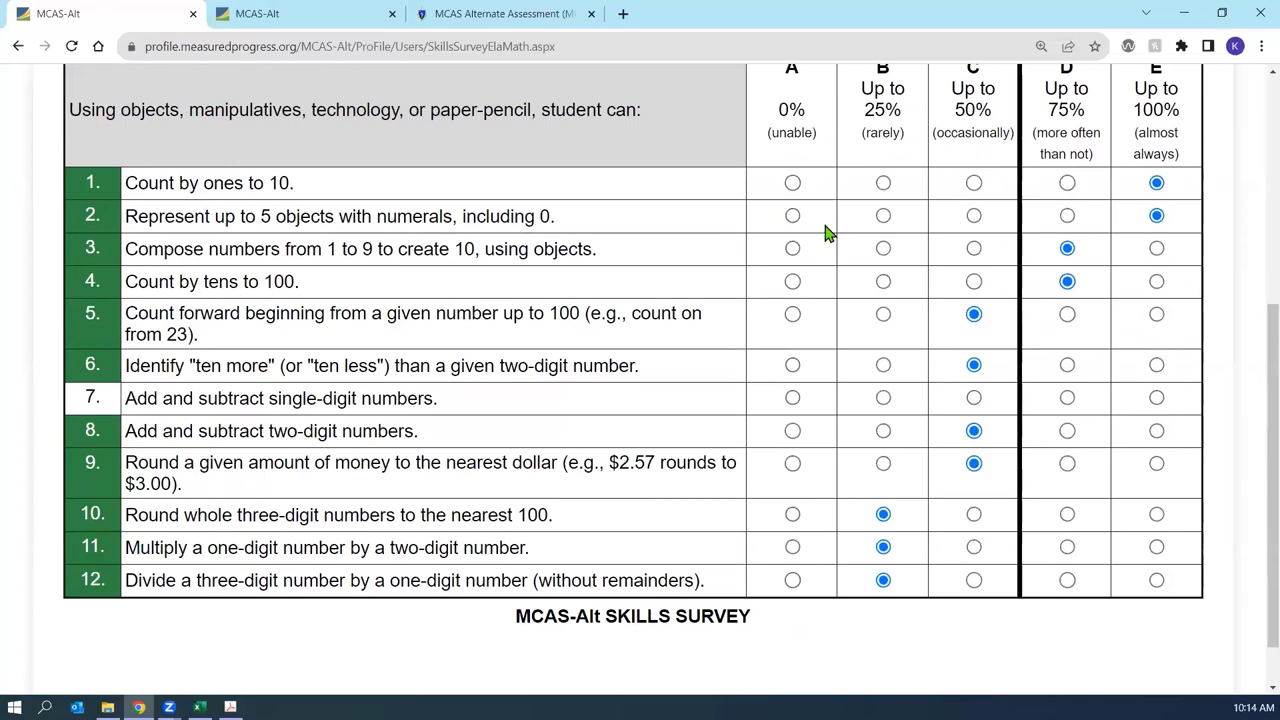 MCAS-Alt
MCAS-Alt
MCAS Alternate Assessment (M
profile.measuredprogress.org/MCAS-Alt/ProFile/Users/SkillsSurveyElaMath.aspx
K
Using objects, manipulatives, technology, or paper-pencil, student can:
A
0%
(unable)
B
Up to
25%
(rarely)
C
Up to
50%
(occasionally)
D
Up to
75%
(more often
than not)
E
Up to
100%
(almost
always)
1. Count by ones to 10.
2. Represent up to 5 objects with numerals, including 0.
3. Compose numbers from 1 to 9 to create 10, using objects.
4. Count by tens to 100.
5. Count forward beginning from a given number up to 100 (e.g., count on
from 23).
6. Identify "ten more" (or "ten less") than a given two-digit number.
7. Add and subtract single-digit numbers.
8. Add and subtract two-digit numbers.
9. Round a given amount of money to the nearest dollar (e.g., $2.57 rounds to
$3.00).
10. Round whole three-digit numbers to the nearest 100.
11. Multiply a one-digit number by a two-digit number.
12. Divide a three-digit number by a one-digit number (without remainders).
MCAS-Alt SKILLS SURVEY
10:14 AM